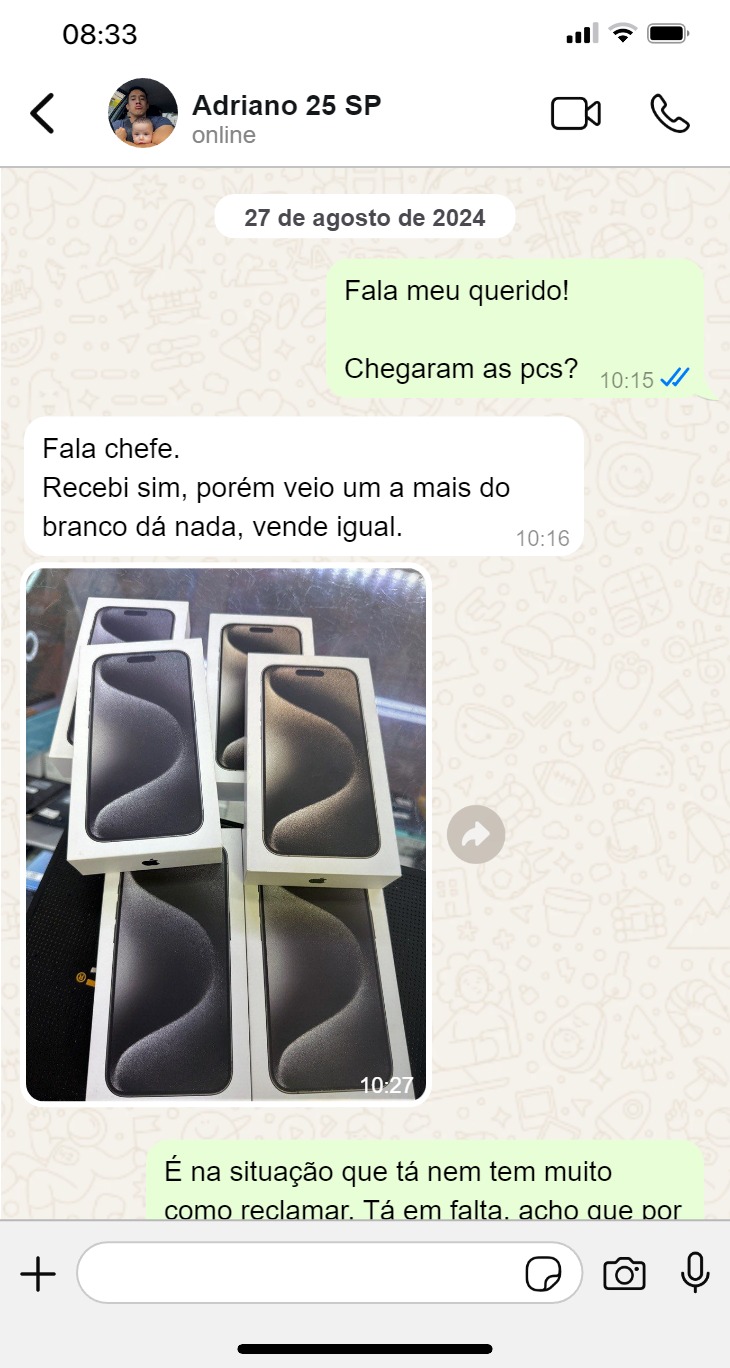 08:33
Adriano 25 SP
online
27 de agosto de 2024
Fala meu querido!
Chegaram as pcs?
10:15
Fala chefe.
Recebi sim, porém veio um a mais do
branco dá nada, vende igual.
10:16
10:27
É na situação que tá nem tem muito
como reclamar. Tá em falta, acho que por